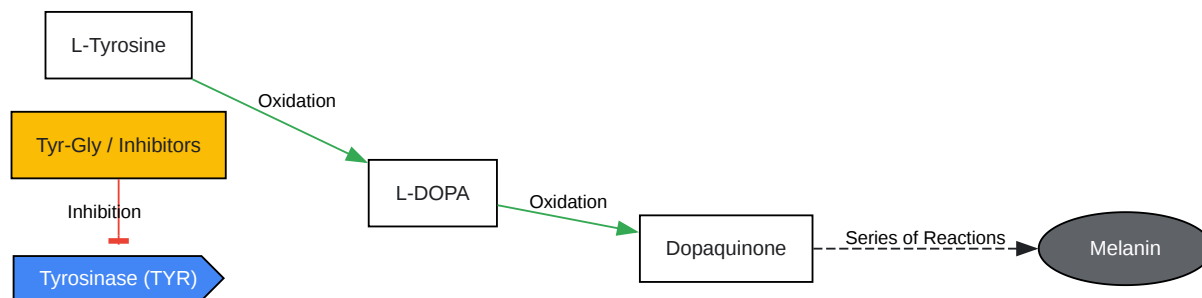 L-Tyrosine
Oxidation
Tyr-Gly / Inhibitors
L-DOPA
Oxidation
Inhibition
Dopaquinone
Series of Reactions
Melanin
Tyrosinase (TYR)